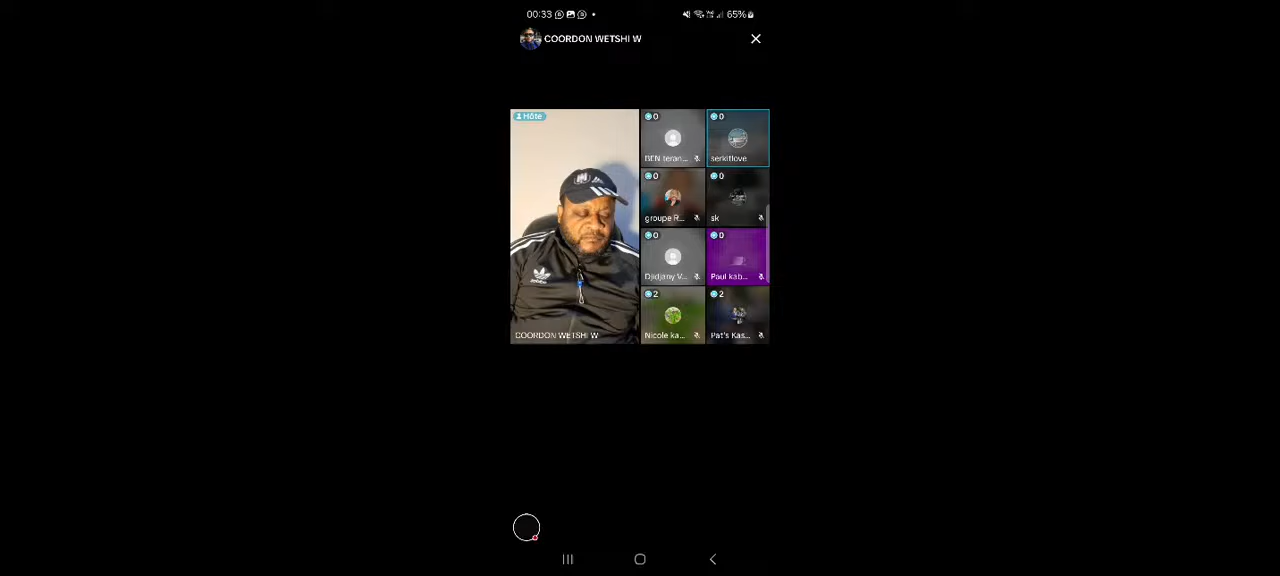 00:33
65%
COORDON WETSHI W
Hôte
0
0
BEN teran...
serkitlove
0
0
groupe R...
sk
0
0
Djidjany V...
Paul kab...
2
2
Nicole ka...
Pat's Kas...
COORDON WETSHI W